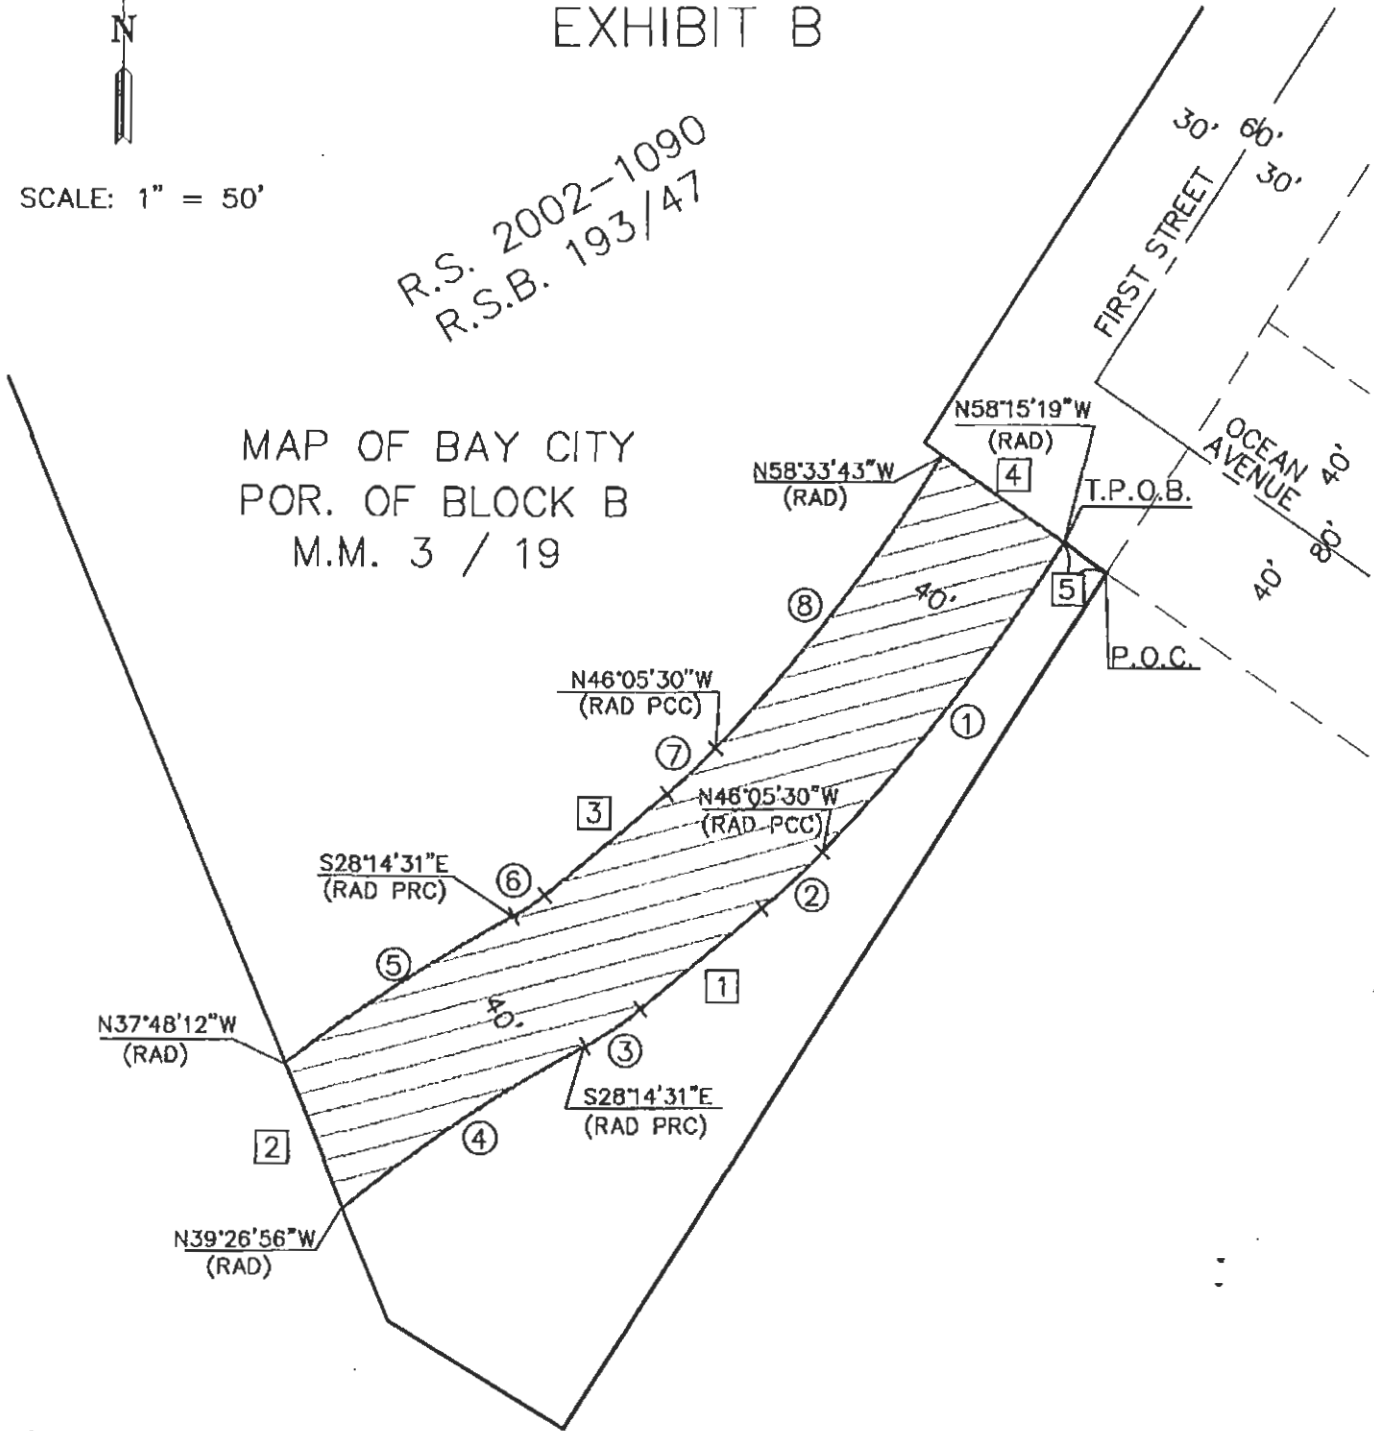 EXHIBIT B
N
SCALE: 1" = 50'
R.S. 2002-1090
R.S.B. 193/47
30' 60'
30'
FIRST STREET
MAP OF BAY CITY
POR. OF BLOCK B
M.M. 3 / 19
N58°15'19"W
(RAD)
4
N58°33'43"W
(RAD)
OCEAN
AVENUE
40'
80'
40'
T.P.O.B.
5
P.O.C.
8
40'
N46°05'30"W
(RAD PCC)
7
1
3
N46°05'30"W
(RAD PCC)
S28°14'31"E
(RAD PRC)
6
2
5
1
40'
N37°48'12"W
(RAD)
3
S28°14'31"E
(RAD PRC)
2
4
N39°26'56"W
(RAD)